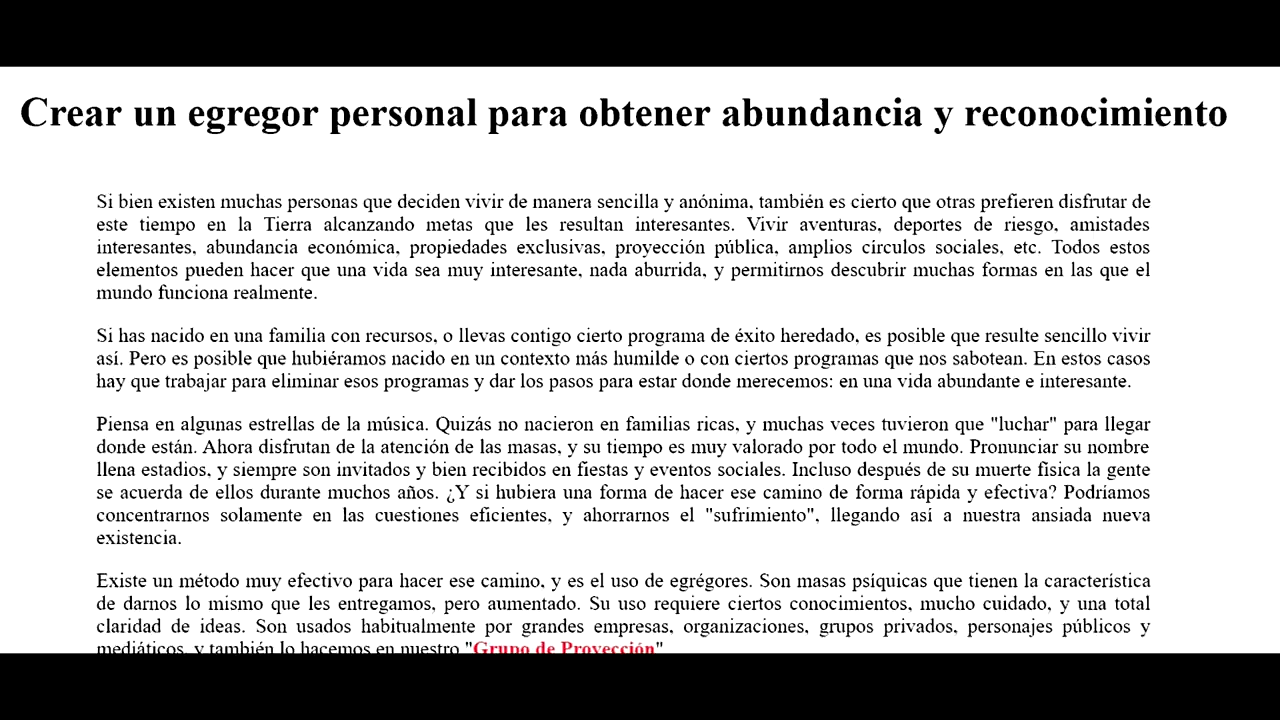 Crear un egregor personal para obtener abundancia y reconocimiento
Si bien existen muchas personas que deciden vivir de manera sencilla y anónima, también es cierto que otras prefieren disfrutar de
este tiempo en la Tierra alcanzando metas que les resultan interesantes. Vivir aventuras, deportes de riesgo, amistades
interesantes, abundancia económica, propiedades exclusivas, proyección pública, amplios círculos sociales, etc. Todos estos
elementos pueden hacer que una vida sea muy interesante, nada aburrida, y permitirnos descubrir muchas formas en las que el
mundo funciona realmente.
Si has nacido en una familia con recursos, o llevas contigo cierto programa de éxito heredado, es posible que resulte sencillo vivir
así. Pero es posible que hubiéramos nacido en un contexto más humilde o con ciertos programas que nos sabotean. En estos casos
hay que trabajar para eliminar esos programas y dar los pasos para estar donde merecemos: en una vida abundante e interesante.
Piensa en algunas estrellas de la música. Quizás no nacieron en familias ricas, y muchas veces tuvieron que "luchar" para llegar
donde están. Ahora disfrutan de la atención de las masas, y su tiempo es muy valorado por todo el mundo. Pronunciar su nombre
llena estadios, y siempre son invitados y bien recibidos en fiestas y eventos sociales. Incluso después de su muerte física la gente
se acuerda de ellos durante muchos años. ¿Y si hubiera una forma de hacer ese camino de forma rápida y efectiva? Podríamos
concentrarnos solamente en las cuestiones eficientes, y ahorrarnos el "sufrimiento", llegando así a nuestra ansiada nueva
existencia.
Existe un método muy efectivo para hacer ese camino, y es el uso de egrégores. Son masas psíquicas que tienen la característica
de darnos lo mismo que les entregamos, pero aumentado. Su uso requiere ciertos conocimientos, mucho cuidado, y una total
claridad de ideas. Son usados habitualmente por grandes empresas, organizaciones, grupos privados, personajes públicos y
mediáticos, y también lo hacemos en nuestro "Grupo de Proyección"